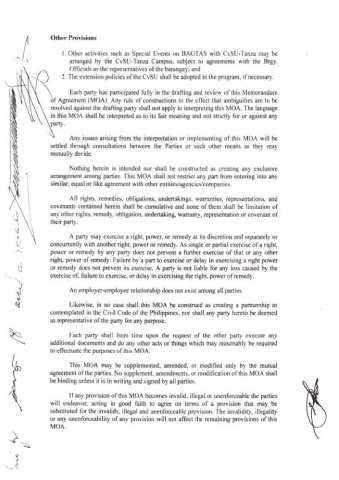 Other Provisions
1. Other activities such as Special Events on BAGTAS with CvSU-Tanza may be
arranged by the CvSU-Tanza Campus, subject to agreements with the Brgy.
Officials as the representatives of the barangay; and
2. The extension policies of the CvSU shall be adopted in the program, if necessary.
Each party has participated fully in the drafting and review of this Memorandum
of Agreement (MOA). Any rule of constructions to the effect that ambiguities are to be
resolved against the drafting party shall not apply in interpreting this MOA. The language
in this MOA shall be interpreted as to its fair meaning and not strictly for or against any
party.
Any issues arising from the interpretation or implementing of this MOA will be
settled through consultations between the Parties or such other means as they may
mutually decide.
Nothing herein is intended nor shall be constructed as creating any exclusive
arrangement among parties. This MOA shall not restrict any part from entering into any
similar, equal or like agreement with other entities/agencies/companies.
All rights, remedies, obligations, undertakings, warranties, representations, and
covenants contained herein shall be cumulative and none of them shall be limitation of
any other rights, remedy, obligation, undertaking, warranty, representation or covenant of
their party.
A party may exercise a right, power, or remedy at its discretion and separately or
concurrently with another right, power or remedy. As single or partial exercise of a right,
power or remedy by any party does not prevent a further exercise of that or any other
right, power of remedy. Failure by a part to exercise or delay in exercising a right power
or remedy does not prevent its exercise. A party is not liable for any loss caused by the
exercise of, failure to exercise, or delay in exercising the right, power of remedy.
An employer-employee relationship does not exist among all parties.
Likewise, in no case shall this MOA be construed as creating a partnership as
contemplated in the Civil Code of the Philippines, nor shall any party hereto be deemed
as representative of the party for any purpose.
Each party shall from time upon the request of the other party execute any
additional documents and do any other acts or things which may reasonably be required
to effectuate the purposes of this MOA.
This MOA may be supplemented, amended, or modified only by the mutual
agreement of the parties. No supplement, amendments, or modification of this MOA shall
be binding unless it is in writing and signed by all parties.
If any provision of this MOA becomes invalid, illegal or unenforceable the parties
will endeavor, acting in good faith to agree on terms of a provision that may be
substituted for the invalids, illegal and unenforceable provision. The invalidity, illegality
or any unenforceability of any provision will not affect the remaining provisions of this
MOA.